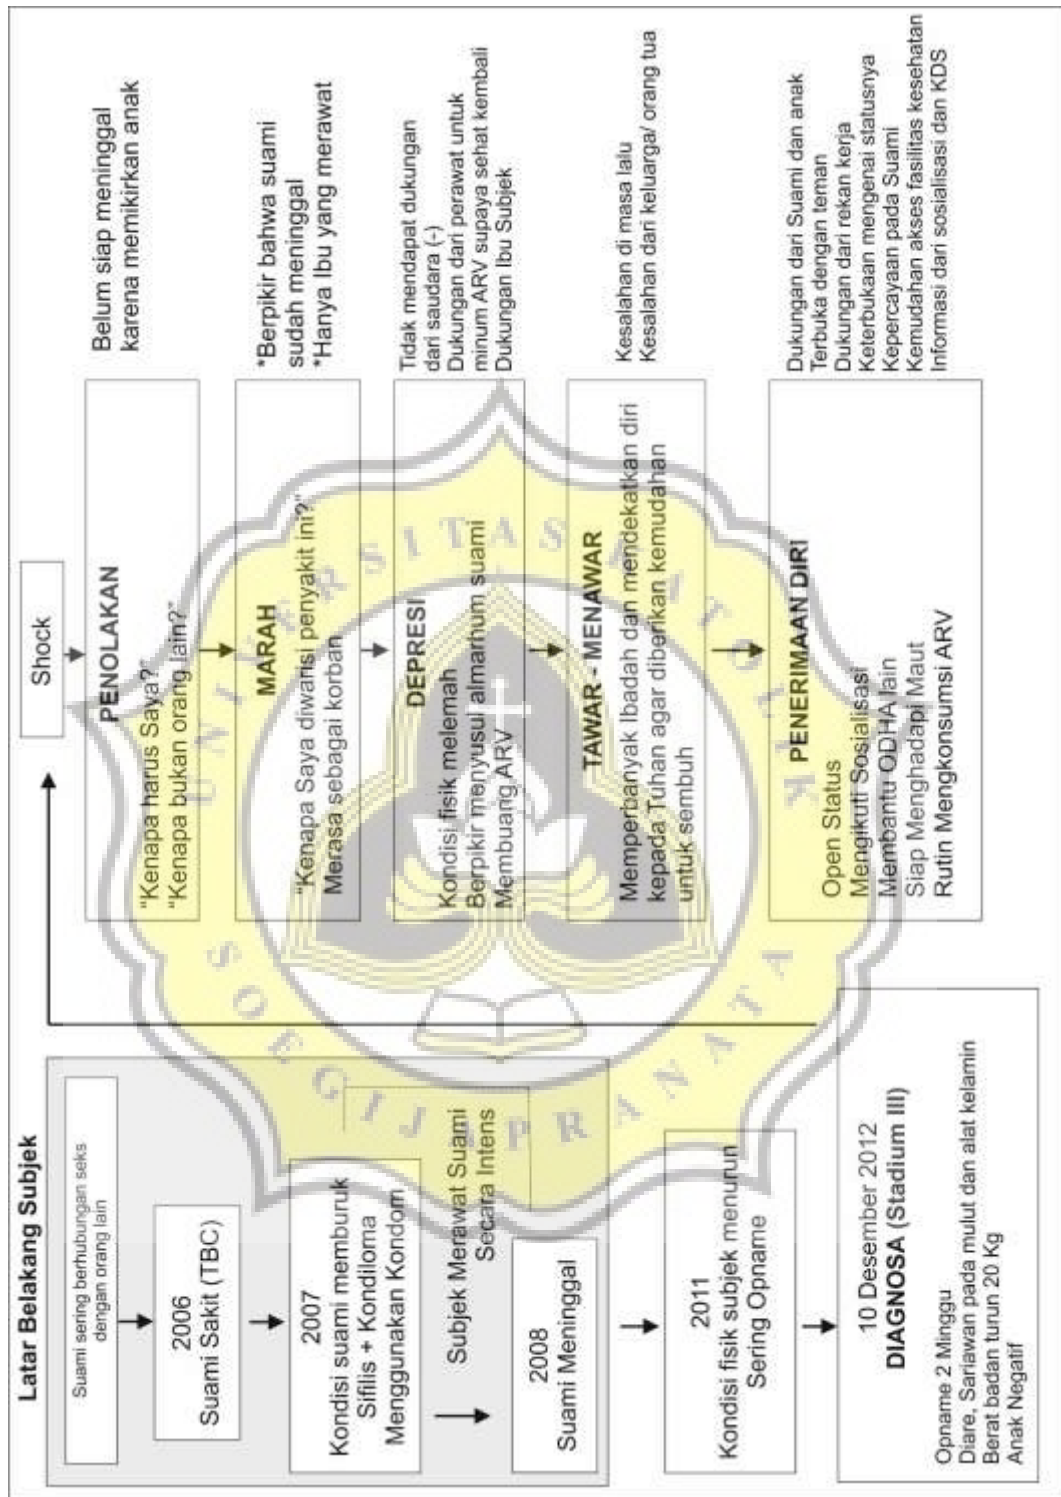 Latar Belakang Subjek
Suami sering berhubungan seks
dengan orang lain
2006
Suami Sakit (TBC)
2007
Kondisi suami memburuk
Sifilis + Kondiloma
Menggunakan Kondom
Subjek Merawat Suami
Secara Intens
2008
Suami Meninggal
2011
Kondisi fisik subjek menurun
Sering Opname
10 Desember 2012
DIAGNOSA (Stadium III)
Opname 2 Minggu
Diare, Sariawan pada mulut dan alat kelamin
Berat badan turun 20 Kg
Anak Negatif
Shock
PENOLAKAN
“Kenapa harus Saya?”
“Kenapa bukan orang lain?”
Belum siap meninggal
karena memikirkan anak
MARAH
“Kenapa Saya diwarisi penyakit ini?”
Merasa sebagai korban
*Berpikir bahwa suami
sudah meninggal
*Hanya Ibu yang merawat
DEPRESI
Kondisi fisik melemah
Berpikir menyusul almarhum suami
Membuang ARV
Tidak mendapat dukungan
dari saudara (-)
Dukungan dari perawat untuk
minum ARV supaya sehat kembali
Dukungan Ibu Subjek
TAWAR - MENAWAR
Memperbanyak Ibadah dan mendekatkan diri
kepada Tuhan agar diberikan kemudahan
untuk sembuh
Kesalahan di masa lalu
Kesalahan dari keluarga/ orang tua
PENERIMAAN DIRI
Open Status
Mengikuti Sosialisasi
Membantu ODHA lain
Siap Menghadapi Maut
Rutin Mengkonsumsi ARV
Dukungan dari Suami dan anak
Terbuka dengan teman
Dukungan dari rekan kerja
Keterbukaan mengenai statusnya
Kepercayaan pada Suami
Kemudahan akses fasilitas kesehatan
Informasi dari sosialisasi dan KDS
UNIVERSITAS KATOLIK
SOEGIJAPRANATA